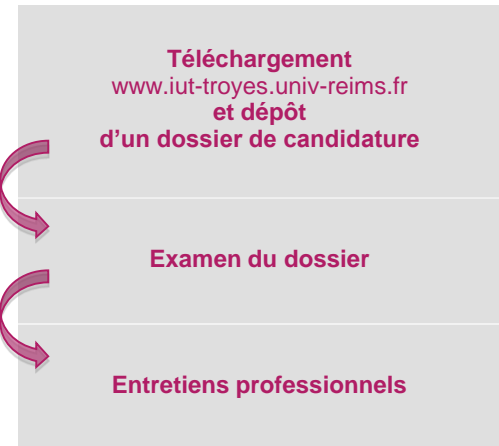 Téléchargement
www.iut-troyes.univ-reims.fr
et dépôt
d'un dossier de candidature
Examen du dossier
Entretiens professionnels